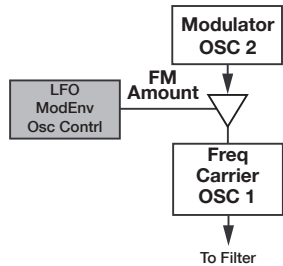 Modulator
OSC 2
FM
Amount
LFO
ModEnv
Osc Contrl
Freq
Carrier
OSC 1
To Filter